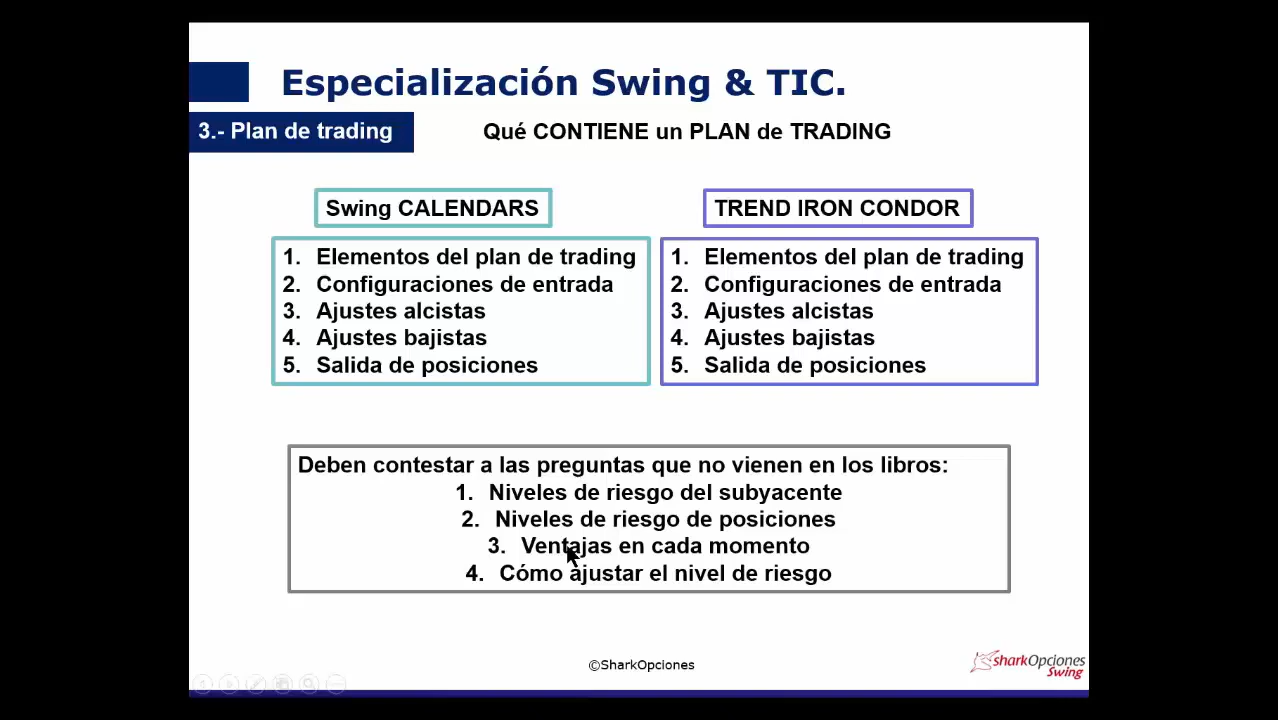 Especialización Swing & TIC.
3.- Plan de trading
Qué CONTIENE un PLAN de TRADING
Swing CALENDARS
1. Elementos del plan de trading
2. Configuraciones de entrada
3. Ajustes alcistas
4. Ajustes bajistas
5. Salida de posiciones
TREND IRON CONDOR
1. Elementos del plan de trading
2. Configuraciones de entrada
3. Ajustes alcistas
4. Ajustes bajistas
5. Salida de posiciones
Deben contestar a las preguntas que no vienen en los libros:
1. Niveles de riesgo del subyacente
2. Niveles de riesgo de posiciones
3. Ventajas en cada momento
4. Cómo ajustar el nivel de riesgo
©SharkOpciones
sharkOpciones
Swing